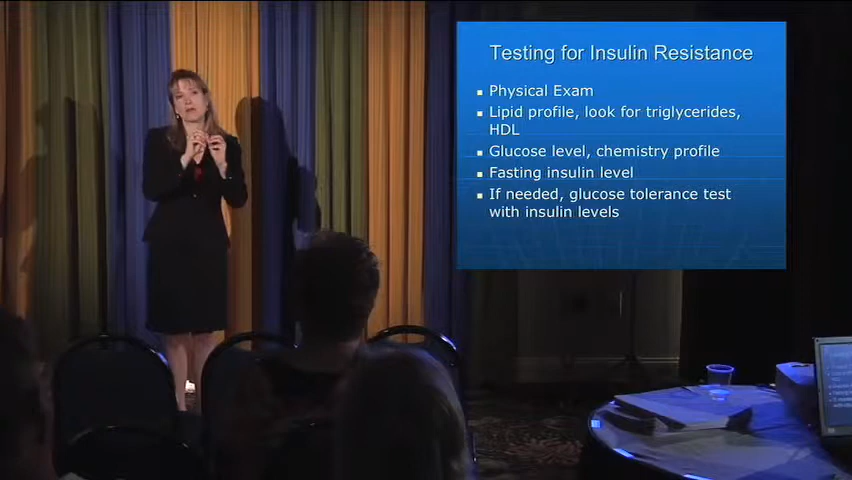 Testing for Insulin Resistance
Physical Exam
Lipid profile, look for triglycerides,
HDL
Glucose level, chemistry profile
Fasting insulin level
If needed, glucose tolerance test
with insulin levels